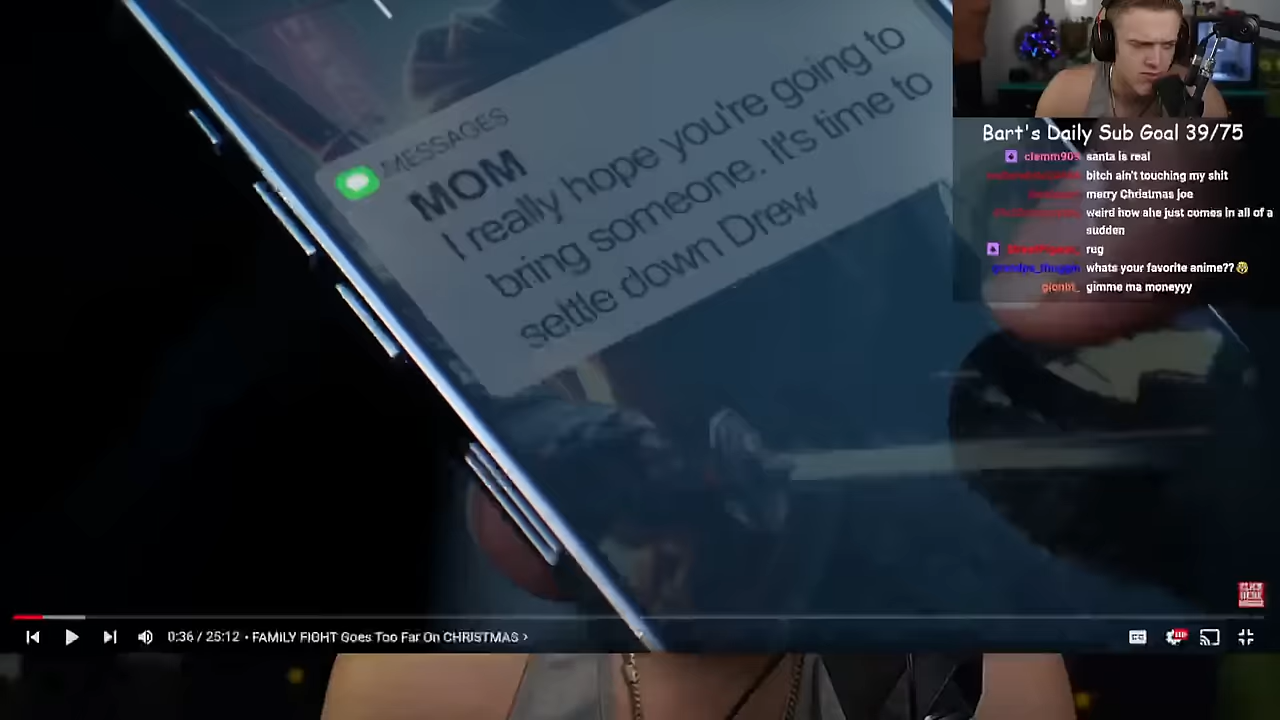 MESSAGES
MOM
I really hope you're going to
bring someone. It's time to
settle down Drew
Bart's Daily Sub Goal 39/75
clemm90s santa is real
bitch ain't touching my shit
merry Christmas joe
weird how she just comes in all of a
sudden
rug
whats your favorite anime??
gionbi_ gimme ma moneyyy
0:36 / 25:12 • FAMILY FIGHT Goes Too Far On CHRISTMAS ›
CC